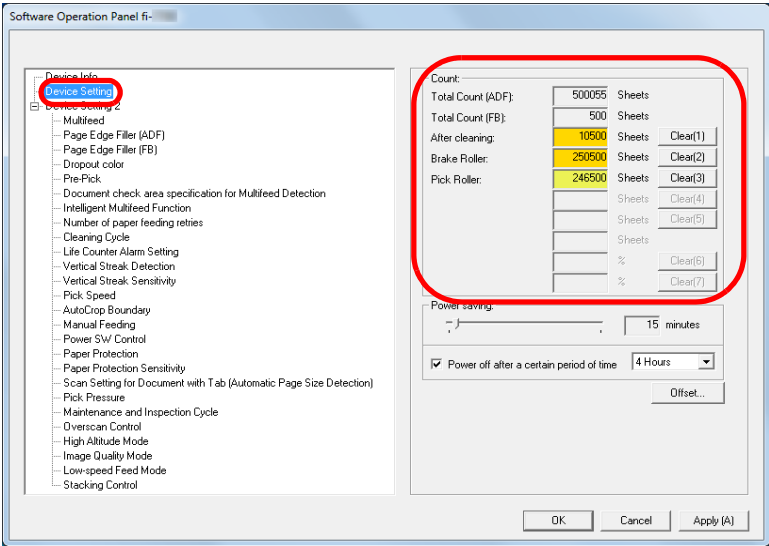 Software Operation Panel fi-
Device Info
Device Setting
Device Setting 2
Multifeed
Page Edge Filler (ADF)
Page Edge Filler (FB)
Dropout color
Pre-Pick
Document check area specification for Multifeed Detection
Intelligent Multifeed Function
Number of paper feeding retries
Cleaning Cycle
Life Counter Alarm Setting
Vertical Streak Detection
Vertical Streak Sensitivity
Pick Speed
AutoCrop Boundary
Manual Feeding
Power SW Control
Paper Protection
Paper Protection Sensitivity
Scan Setting for Document with Tab (Automatic Page Size Detection)
Pick Pressure
Maintenance and Inspection Cycle
Overscan Control
High Altitude Mode
Image Quality Mode
Low-speed Feed Mode
Stacking Control
Count:
Total Count (ADF): 500055 Sheets
Total Count (FB): 500 Sheets
After cleaning: 10500 Sheets Clear(1)
Brake Roller: 250500 Sheets Clear(2)
Pick Roller: 246500 Sheets Clear(3)
Sheets Clear(4)
Sheets Clear(5)
Sheets
% Clear(6)
% Clear(7)
Power saving:
15 minutes
Power off after a certain period of time 4 Hours
Offset...
OK Cancel Apply (A)